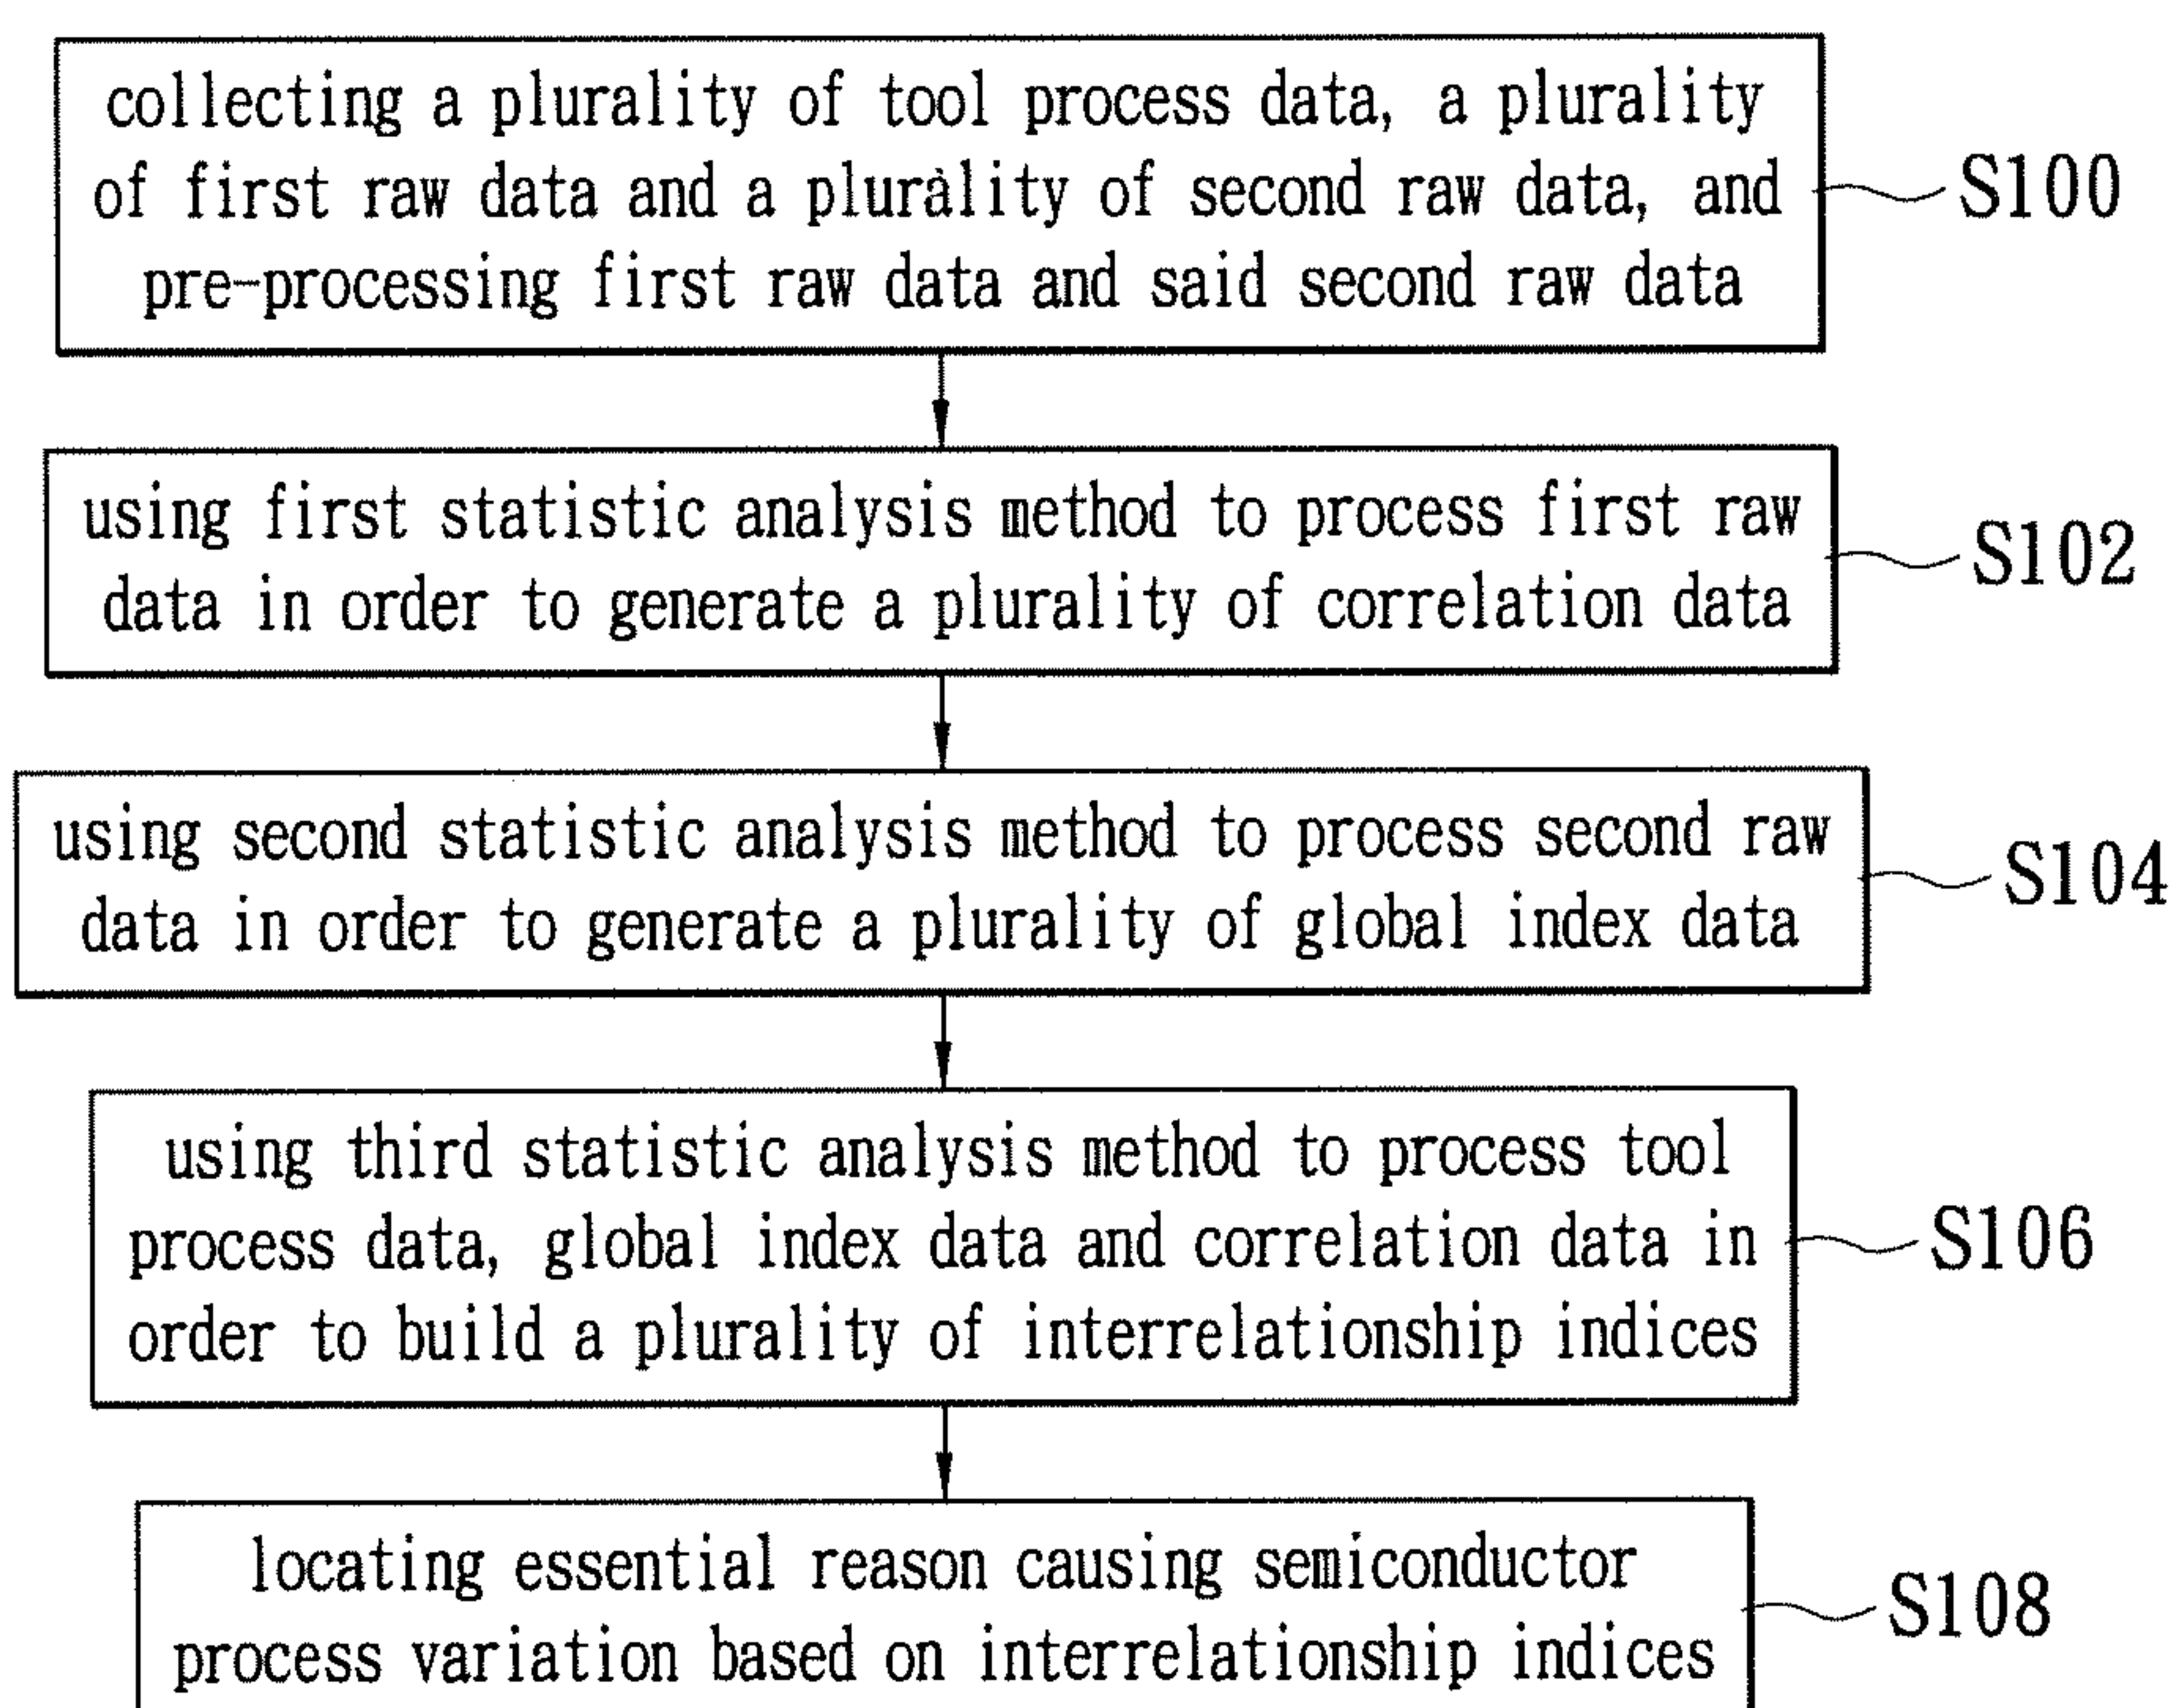 collecting a plurality of tool process data, a plurality
of first raw data and a plurality of second raw data, and
pre-processing first raw data and said second raw data
S100
using first statistic analysis method to process first raw
data in order to generate a plurality of correlation data
S102
using second statistic analysis method to process second raw
data in order to generate a plurality of global index data
S104
using third statistic analysis method to process tool
process data, global index data and correlation data in
order to build a plurality of interrelationship indices
S106
locating essential reason causing semiconductor
process variation based on interrelationship indices
S108